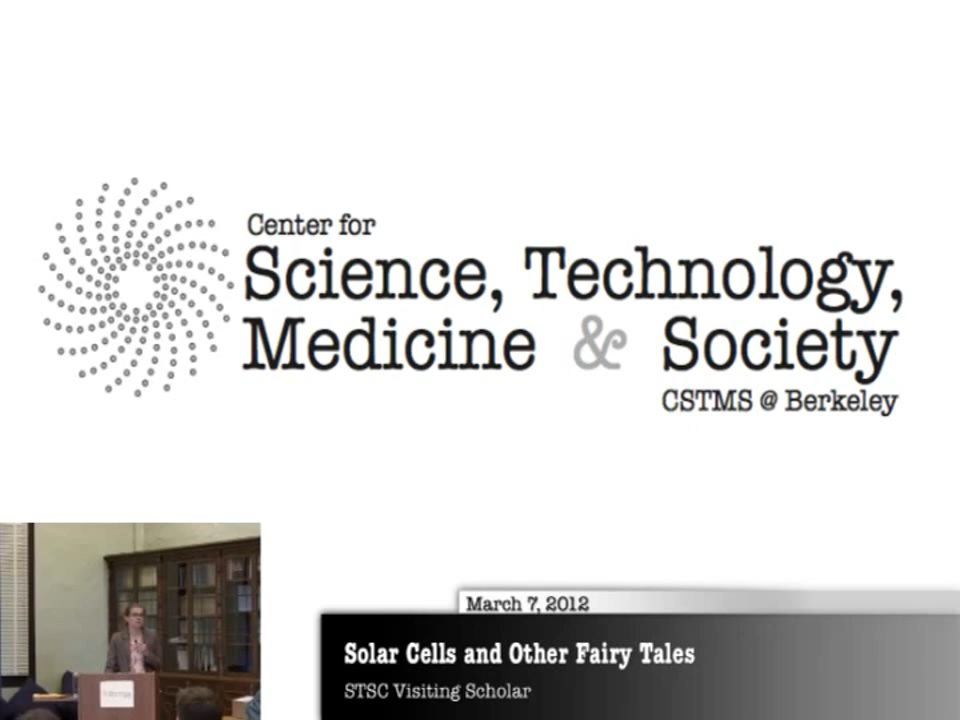 Center for
Science, Technology,
Medicine & Society
CSTMS @ Berkeley
March 7, 2012
Solar Cells and Other Fairy Tales
STSC Visiting Scholar